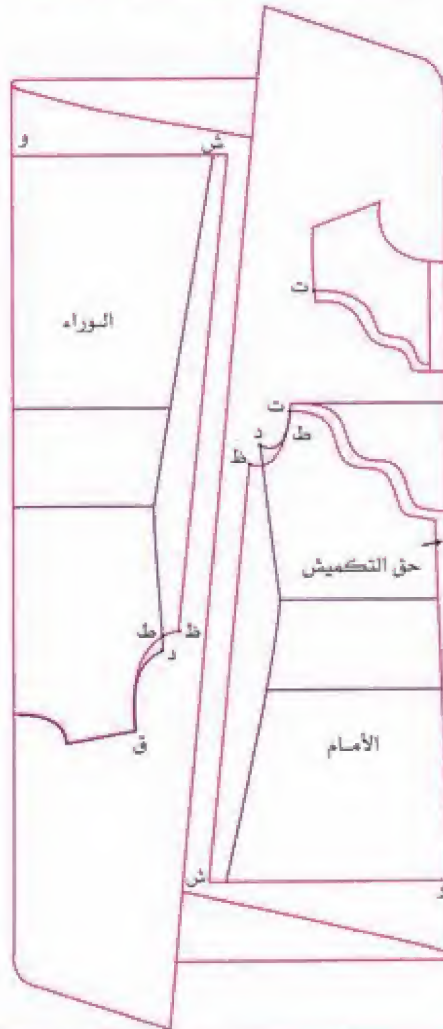 و
ش
الوراء
ت
ت
د
ط
ظ
حق التكميش
ط
ظ
د
ق
الأمام
ش
و